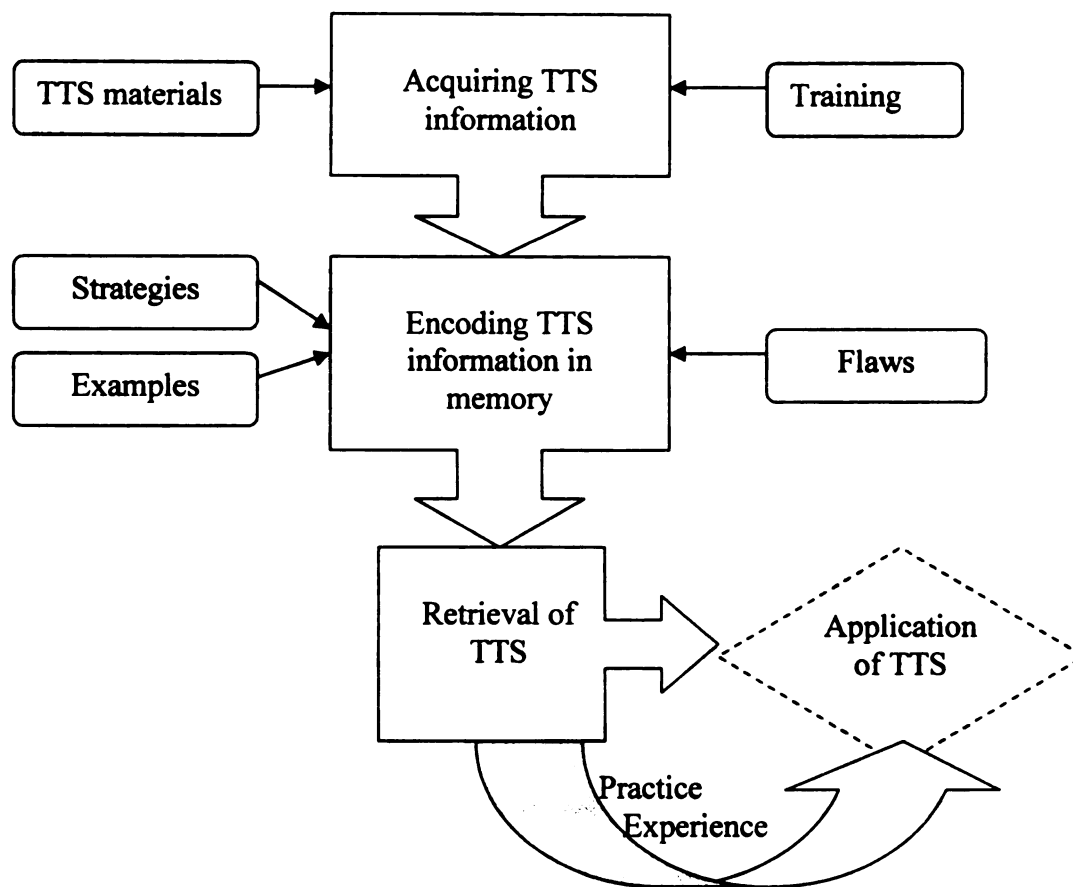 TTS materials
Acquiring TTS
information
Training
Strategies
Examples
Encoding TTS
information in
memory
Flaws
Retrieval of
TTS
Application
of TTS
Practice
Experience